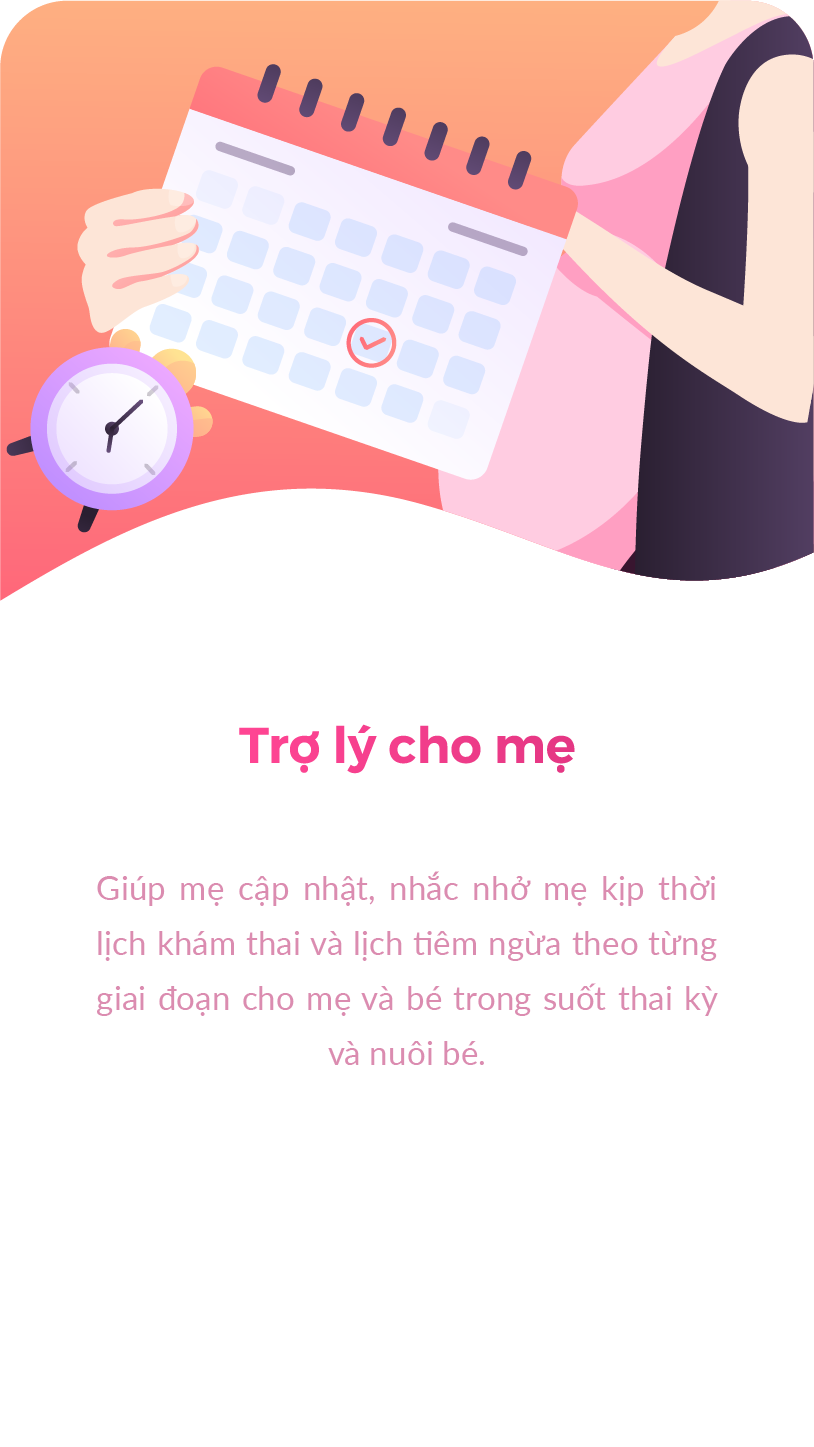 Trợ lý cho mẹ
Giúp mẹ cập nhật, nhắc nhở mẹ kịp thời
lịch khám thai và lịch tiêm ngừa theo từng
giai đoạn cho mẹ và bé trong suốt thai kỳ
và nuôi bé.